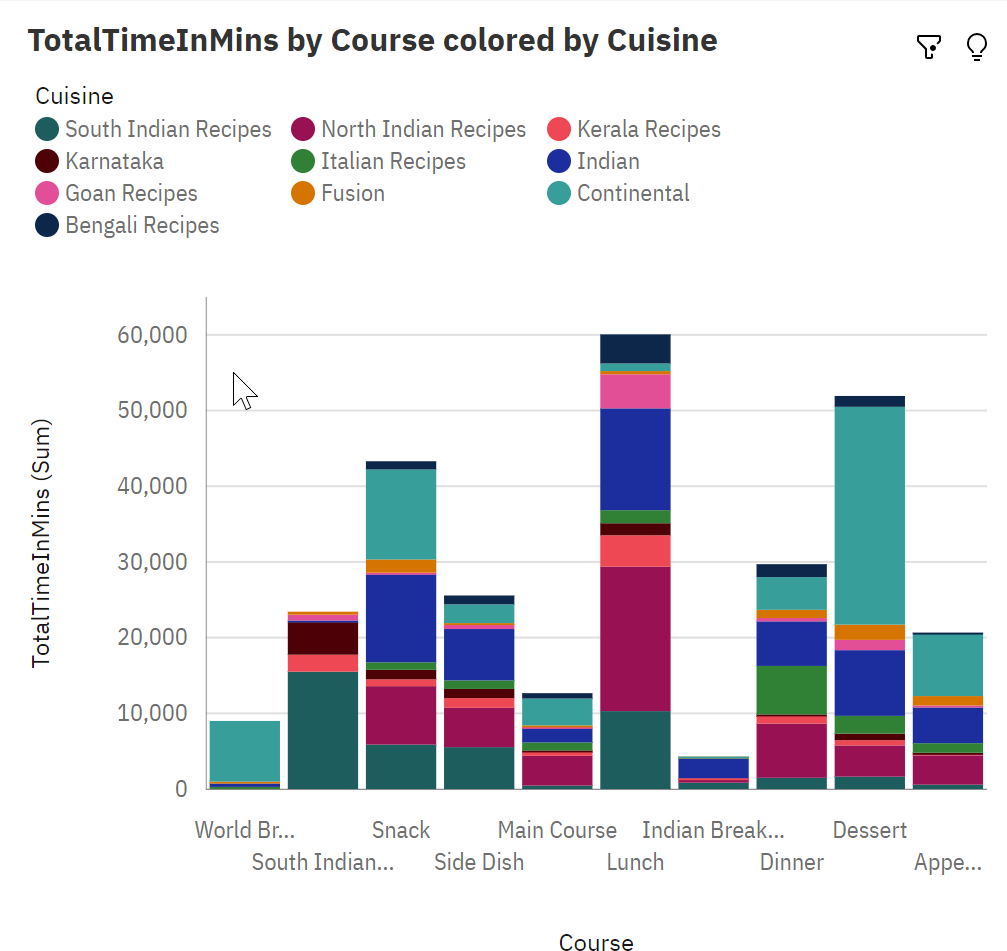 TotalTimeInMins by Course colored by Cuisine
Cuisine
South Indian Recipes North Indian Recipes Kerala Recipes
Karnataka Italian Recipes Indian
Goan Recipes Fusion Continental
Bengali Recipes
60,000
50,000
40,000
30,000
20,000
10,000
0
TotalTimeInMins (Sum)
World Br... Snack Main Course Indian Break... Dessert
South Indian... Side Dish Lunch Dinner Appe...
Course